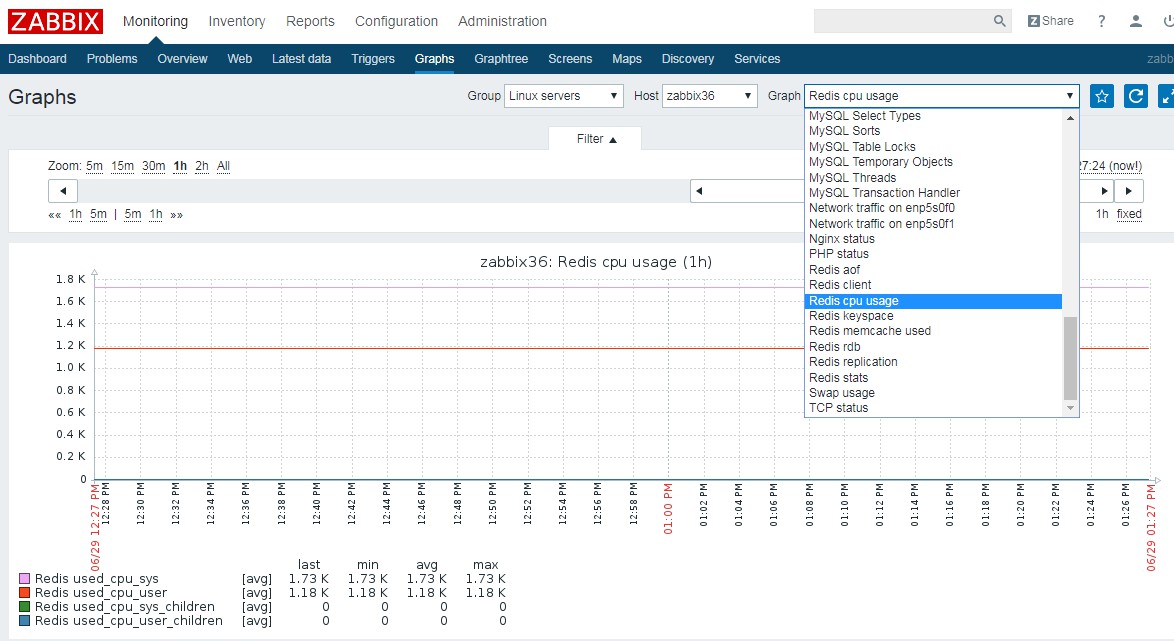 ZABBIX Monitoring Inventory Reports Configuration Administration Z Share ?
Dashboard Problems Overview Web Latest data Triggers Graphs Graphtree Screens Maps Discovery Services zabb
Graphs Group Linux servers Host zabbix36 Graph Redis cpu usage
MySQL Select Types
MySQL Sorts
MySQL Table Locks
MySQL Temporary Objects
MySQL Threads
MySQL Transaction Handler
Network traffic on enp5s0f0
Network traffic on enp5s0f1
Nginx status
PHP status
Redis aof
Redis client
Redis cpu usage
Redis keyspace
Redis memcache used
Redis rdb
Redis replication
Redis stats
Swap usage
TCP status
Filter
Zoom: 5m 15m 30m 1h 2h All 27:24 (now!)
«« 1h 5m | 5m 1h »» 1h fixed
zabbix36: Redis cpu usage (1h)
1.8 K
1.6 K
1.4 K
1.2 K
1.0 K
0.8 K
0.6 K
0.4 K
0.2 K
0
06/29 12:27 PM
12:28 PM
12:30 PM
12:32 PM
12:34 PM
12:36 PM
12:38 PM
12:40 PM
12:42 PM
12:44 PM
12:46 PM
12:48 PM
12:50 PM
12:52 PM
12:54 PM
12:56 PM
12:58 PM
01:00 PM
01:02 PM
01:04 PM
01:06 PM
01:08 PM
01:10 PM
01:12 PM
01:14 PM
01:16 PM
01:18 PM
01:20 PM
01:22 PM
01:24 PM
01:26 PM
06/29 01:27 PM
last min avg max
Redis used_cpu_sys [avg] 1.73 K 1.73 K 1.73 K 1.73 K
Redis used_cpu_user [avg] 1.18 K 1.18 K 1.18 K 1.18 K
Redis used_cpu_sys_children [avg] 0 0 0 0
Redis used_cpu_user_children [avg] 0 0 0 0